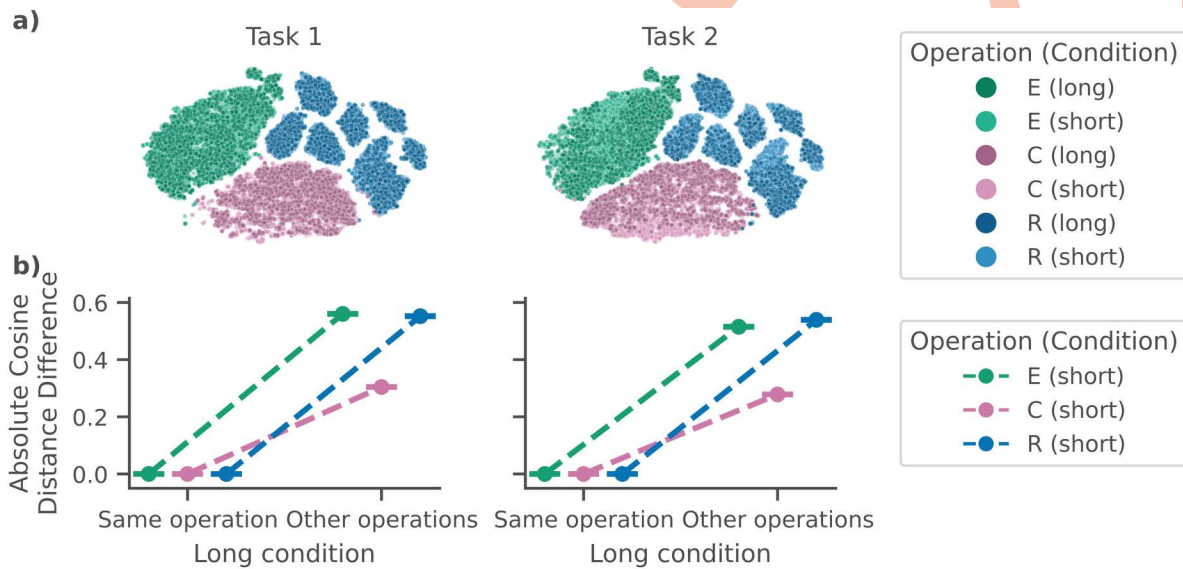 a)
Task 1
Task 2
Operation (Condition)
E (long)
E (short)
C (long)
C (short)
R (long)
R (short)
b)
Absolute Cosine
Distance Difference
0.6
0.4
0.2
0.0
Same operation Other operations
Long condition
Same operation Other operations
Long condition
Operation (Condition)
E (short)
C (short)
R (short)